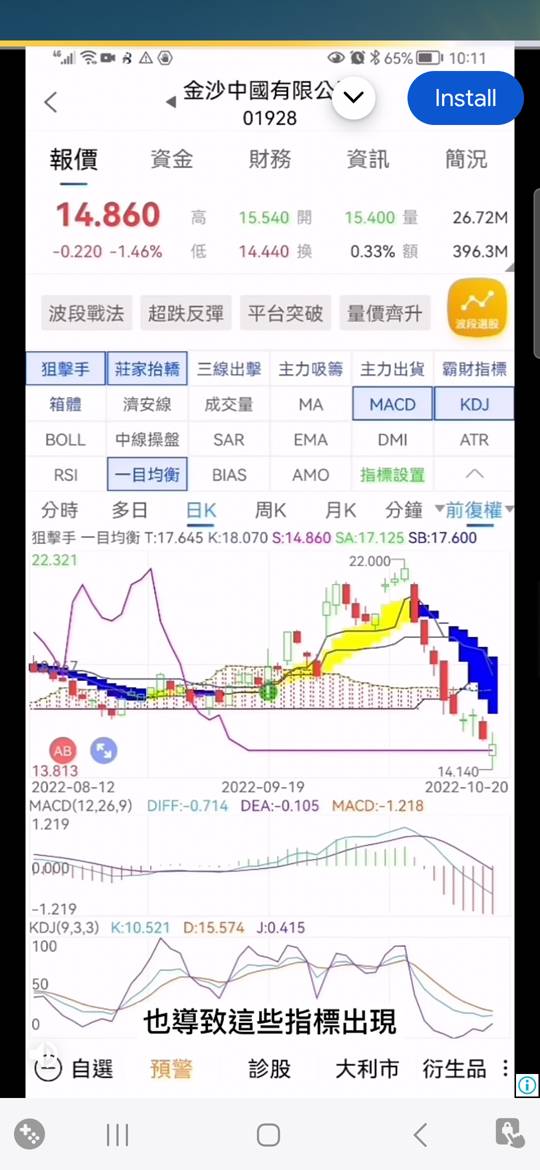 65% 10:11
金沙中國有限公
01928
Install
報價 資金 財務 資訊 簡況
14.860 高 15.540 開 15.400 量 26.72M
-0.220 -1.46% 低 14.440 換 0.33% 額 396.3M
波段戰法 超跌反彈 平台突破 量價齊升 波段選股
狙擊手 莊家抬轎 三線出擊 主力吸籌 主力出貨 霸財指標
箱體 濟安線 成交量 MA MACD KDJ
BOLL 中線操盤 SAR EMA DMI ATR
RSI 一目均衡 BIAS AMO 指標設置
分時 多日 日K 周K 月K 分鐘 前復權
狙擊手 一目均衡 T:17.645 K:18.070 S:14.860 SA:17.125 SB:17.600
22.321
22.000
AB
13.813
14.140
2022-08-12 2022-09-19 2022-10-20
MACD(12,26,9) DIFF:-0.714 DEA:-0.105 MACD:-1.218
1.219
0.000
-1.219
KDJ(9,3,3) K:10.521 D:15.574 J:0.415
100
50
0
也導致這些指標出現
自選 預警 診股 大利市 衍生品